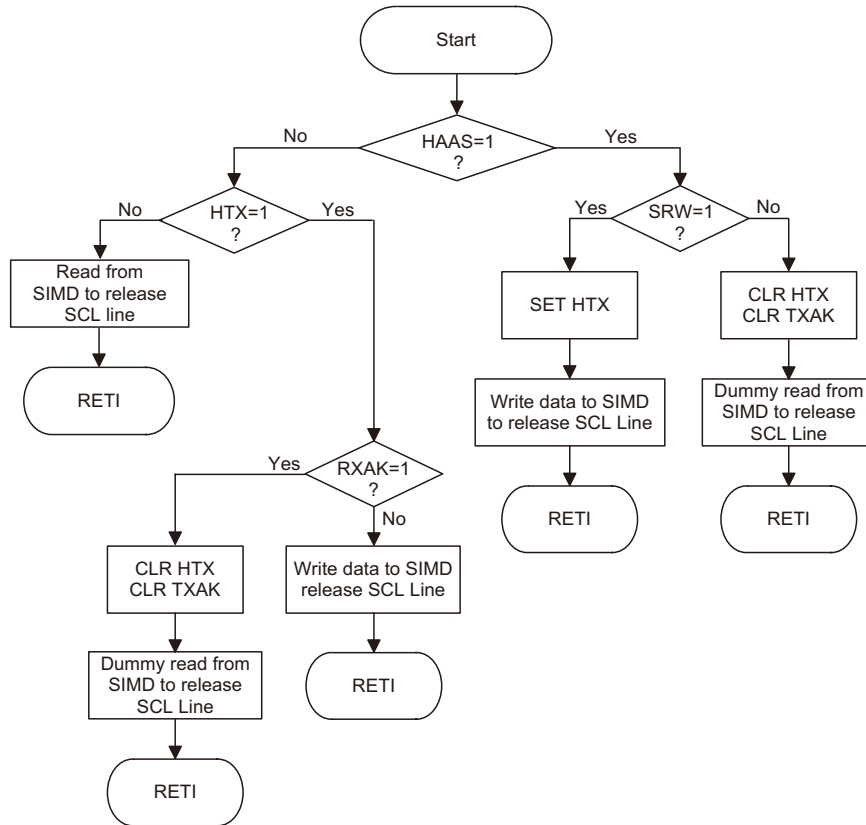 Start
HAAS=1
?
No
Yes
HTX=1
?
No
Yes
SRW=1
?
Yes
No
Read from
SIMD to release
SCL line
SET HTX
CLR HTX
CLR TXAK
RETI
Write data to SIMD
to release SCL Line
Dummy read from
SIMD to release
SCL Line
RXAK=1
?
Yes
No
RETI
RETI
CLR HTX
CLR TXAK
Write data to SIMD
release SCL Line
Dummy read from
SIMD to release
SCL Line
RETI
RETI